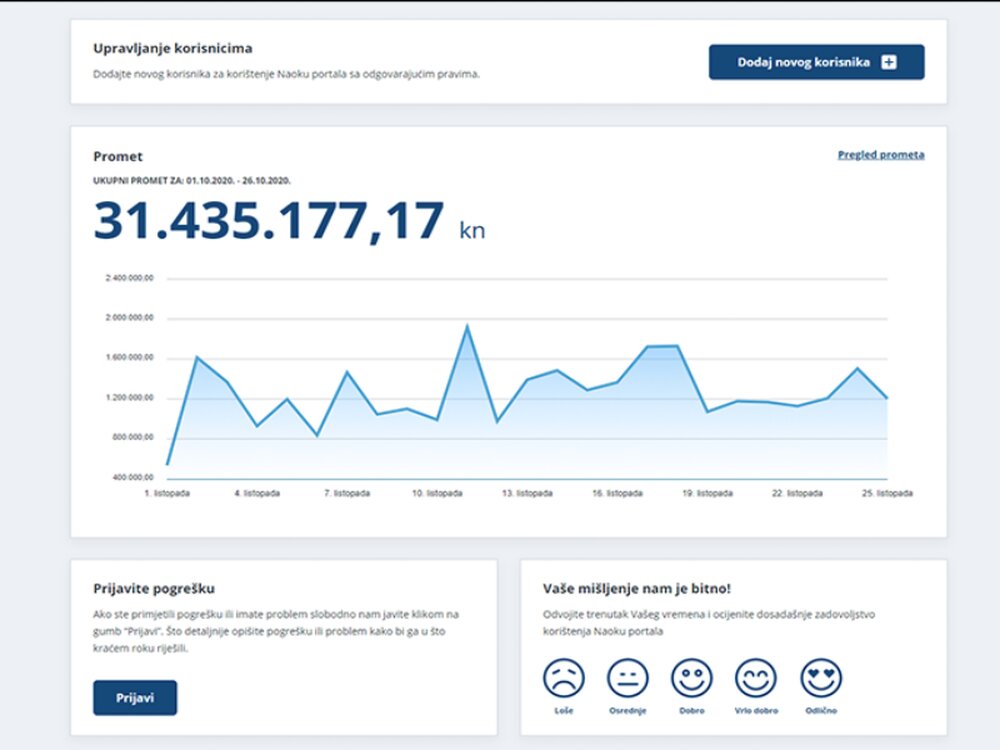 Upravljanje korisnicima
Dodajte novog korisnika za korištenje Naoku portala sa odgovarajućim pravima.
Dodaj novog korisnika
Promet
Pregled prometa
UKUPNI PROMET ZA: 01.10.2020. - 26.10.2020.
31.435.177,17 kn
2.400.000,00
2.000.000,00
1.600.000,00
1.200.000,00
800.000,00
400.000,00
1. listopada 4. listopada 7. listopada 10. listopada 13. listopada 16. listopada 19. listopada 22. listopada 25. listopada
Prijavite pogrešku
Ako ste primjetili pogrešku ili imate problem slobodno nam javite klikom na
gumb "Prijavi". Što detaljnije opišite pogrešku ili problem kako bi ga u što
kraćem roku riješili.
Prijavi
Vaše mišljenje nam je bitno!
Odvojite trenutak Vašeg vremena i ocijenite dosadašnje zadovoljstvo
korištenja Naoku portala
Loše Osrednje Dobro Vrlo dobro Odlično